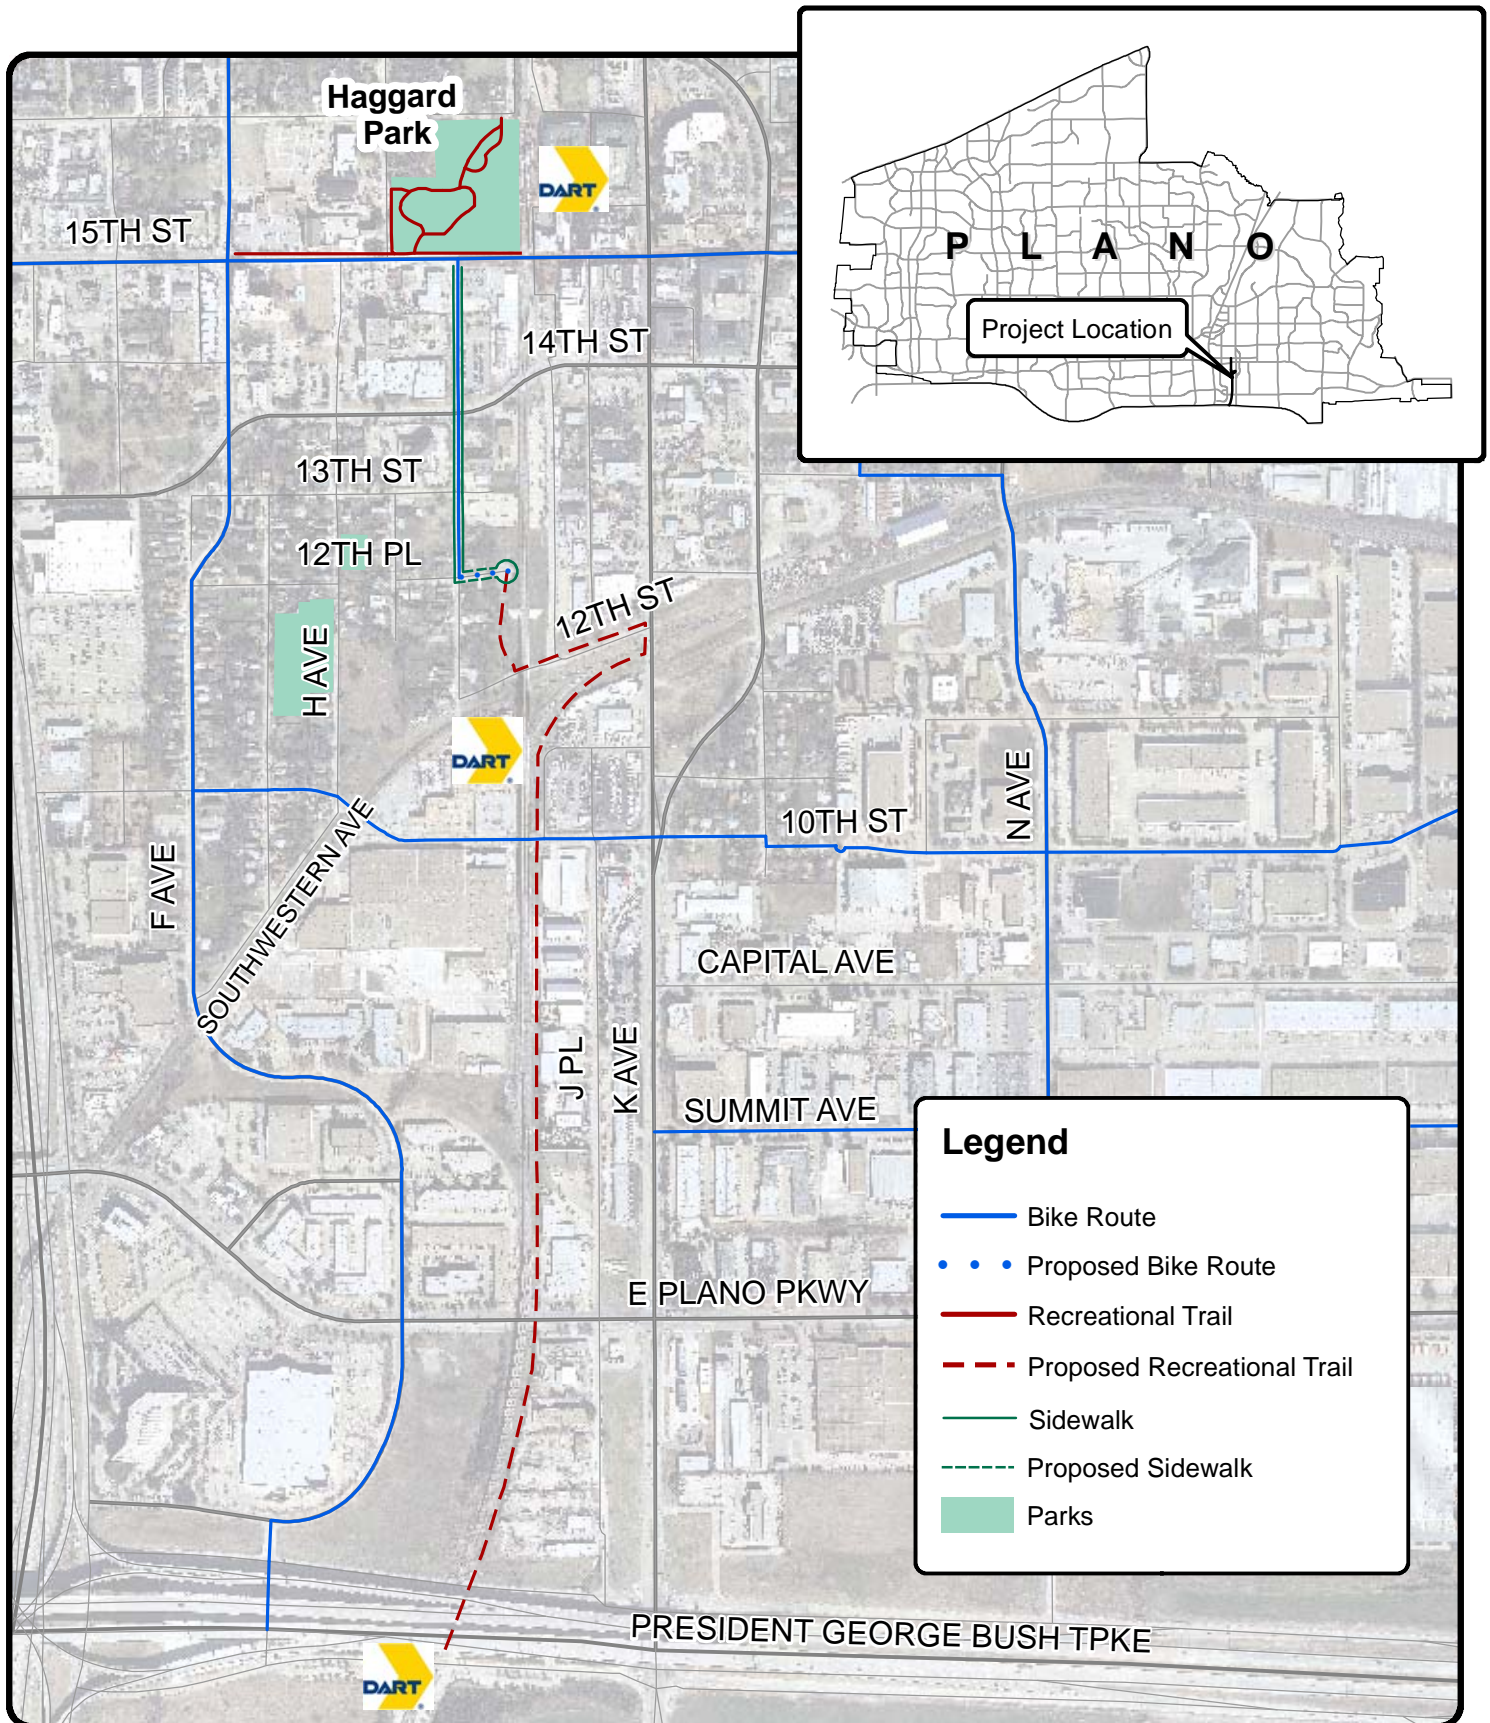 Haggard
Park
DART
15TH ST
P L A N O
Project Location
14TH ST
13TH ST
12TH PL
12TH ST
H AVE
DART
N AVE
10TH ST
F AVE
SOUTHWESTERN AVE
CAPITAL AVE
J PL
K AVE
SUMMIT AVE
Legend
Bike Route
Proposed Bike Route
Recreational Trail
Proposed Recreational Trail
Sidewalk
Proposed Sidewalk
Parks
E PLANO PKWY
PRESIDENT GEORGE BUSH TPKE
DART